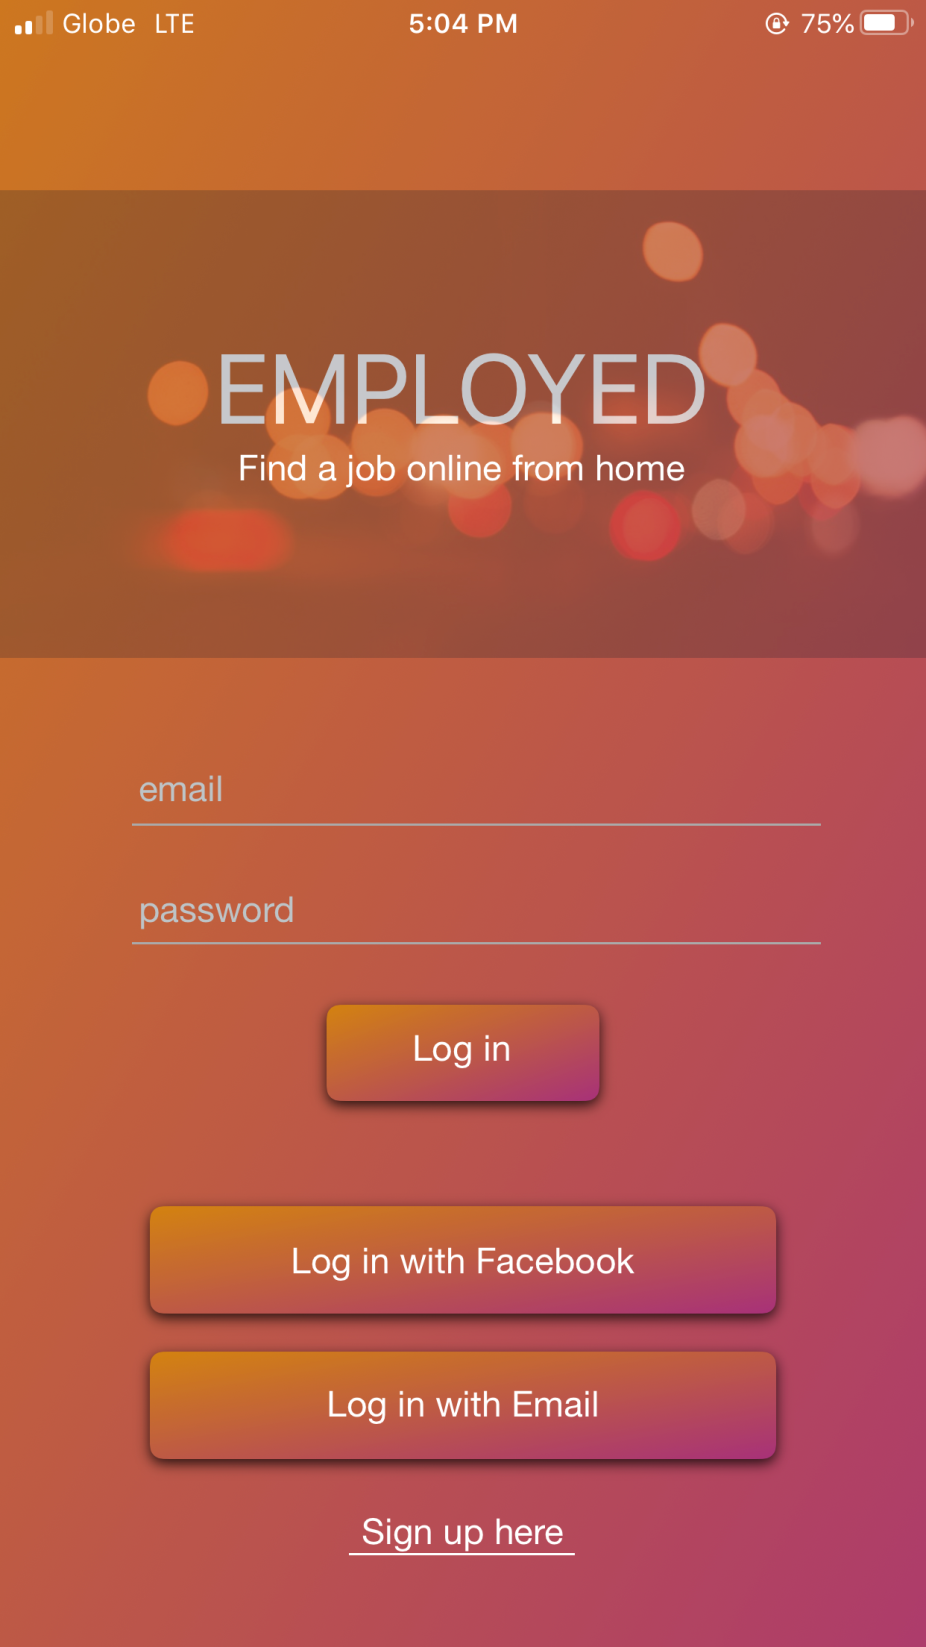 Globe LTE 5:04 PM 75%
EMPLOYED
Find a job online from home
email
password
Log in
Log in with Facebook
Log in with Email
Sign up here